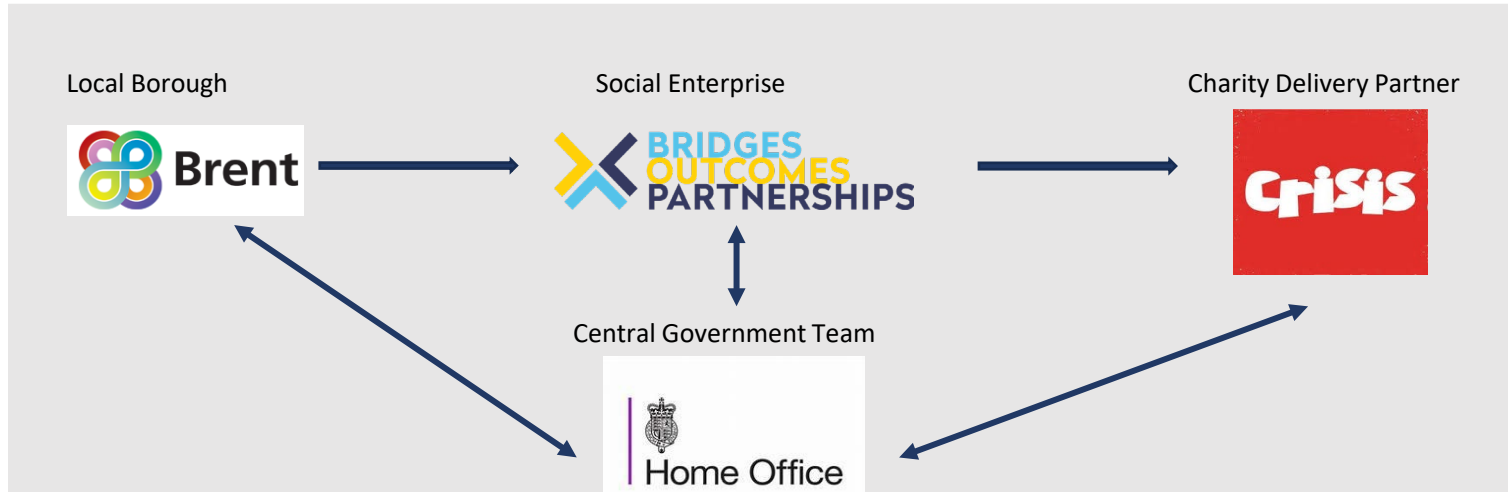 Local Borough
Social Enterprise
Charity Delivery Partner
Brent
BRIDGES
OUTCOMES
PARTNERSHIPS
Crisis
Central Government Team
Home Office